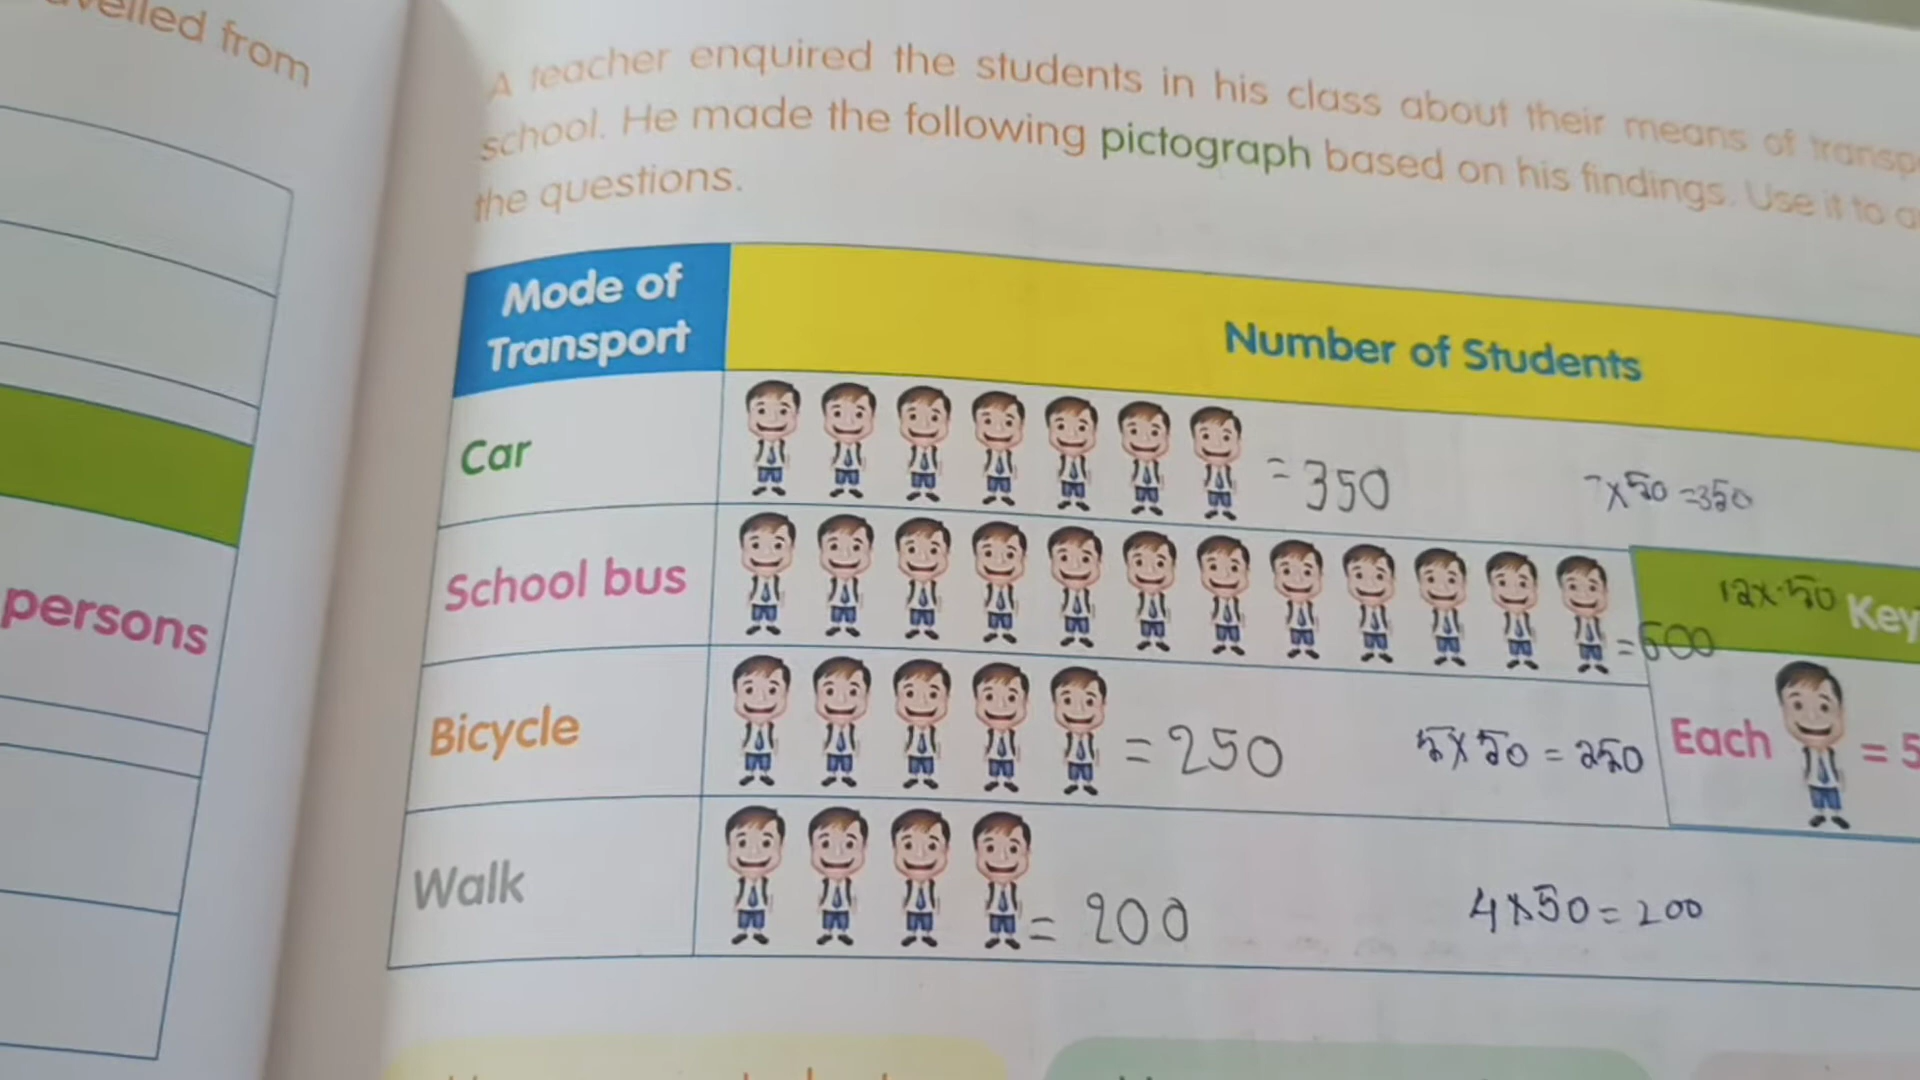 velled from
persons
A teacher enquired the students in his class about their means of transp
school. He made the following pictograph based on his findings. Use it to a
the questions.
Mode of
Transport
Number of Students
Car
= 350
7x50 =350
School bus
=600
12x50
Key
Bicycle
= 250
5x50 = 250
Each = 5
Walk
= 200
4x50= 200